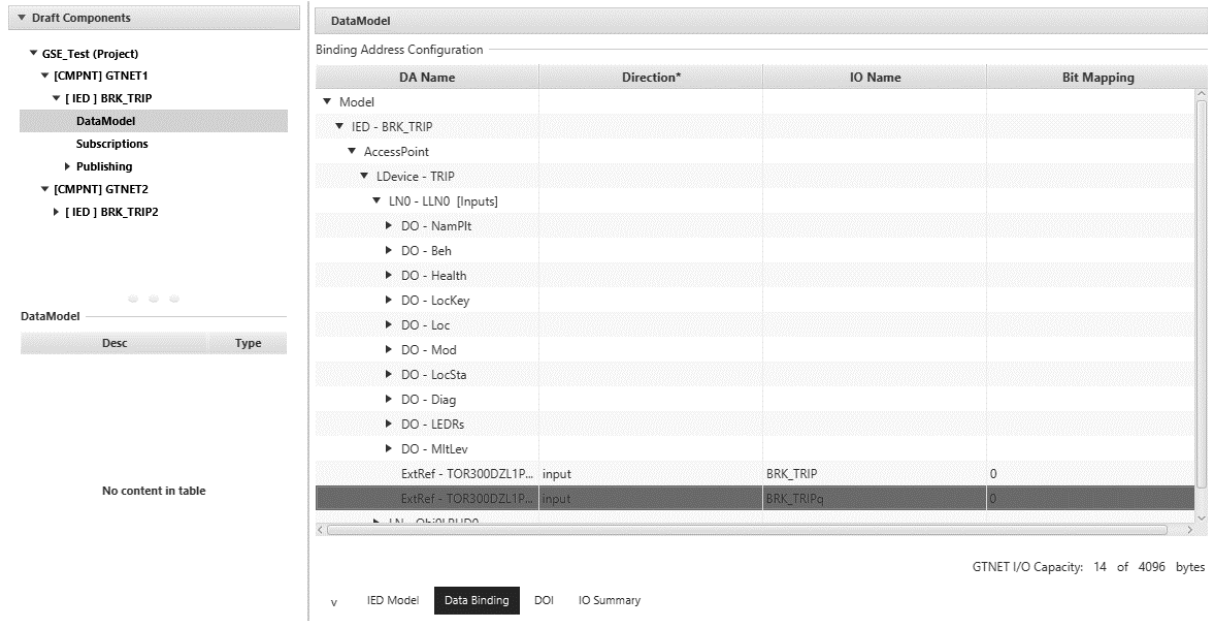 Draft Components
GSE_Test (Project)
[CMPNT] GTNET1
[ IED ] BRK_TRIP
DataModel
Subscriptions
Publishing
[CMPNT] GTNET2
[ IED ] BRK_TRIP2
DataModel
Desc Type
No content in table
DataModel
Binding Address Configuration
DA Name Direction* IO Name Bit Mapping
Model
IED - BRK_TRIP
AccessPoint
LDevice - TRIP
LN0 - LLN0 [Inputs]
DO - NamPlt
DO - Beh
DO - Health
DO - LocKey
DO - Loc
DO - Mod
DO - LocSta
DO - Diag
DO - LEDRs
DO - MltLev
ExtRef - TOR300DZL1P... input BRK_TRIP 0
ExtRef - TOR300DZL1P... input BRK_TRIPq 0
GTNET I/O Capacity: 14 of 4096 bytes
v IED Model Data Binding DOI IO Summary